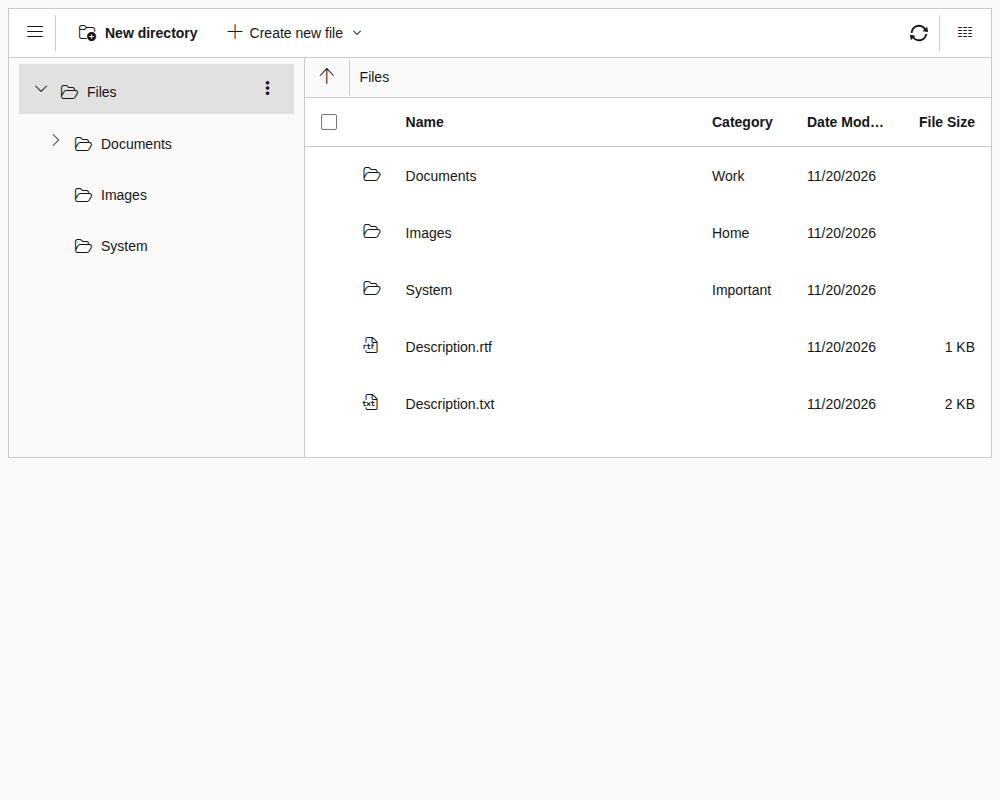 New directory Create new file
Files
Documents
Images
System
Files
Name Category Date Mod… File Size
Documents Work 11/20/2026
Images Home 11/20/2026
System Important 11/20/2026
rtf Description.rtf 11/20/2026 1 KB
txt Description.txt 11/20/2026 2 KB